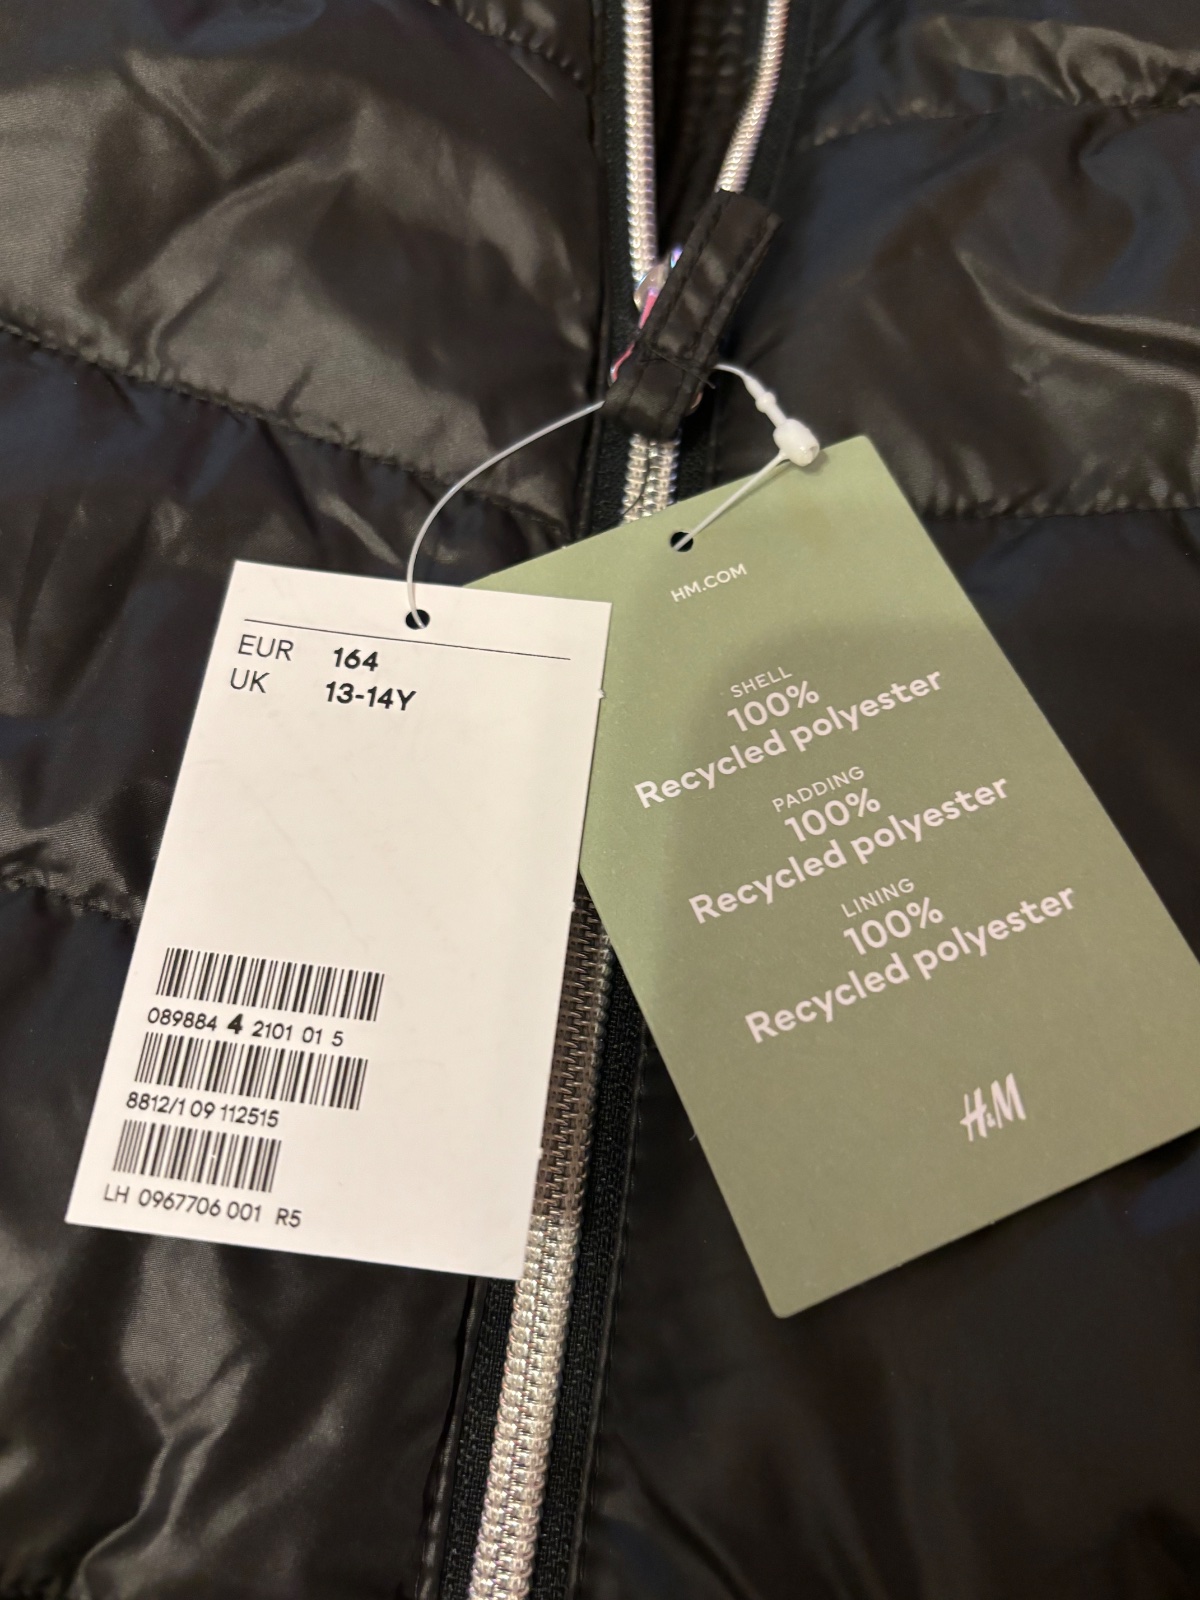 EUR 164
UK 13-14Y
089884 4 2101 01 5
8812/1 09 112515
LH 0967706 001 R5
HM.COM
SHELL
100%
Recycled polyester
PADDING
100%
Recycled polyester
LINING
100%
Recycled polyester
H&M